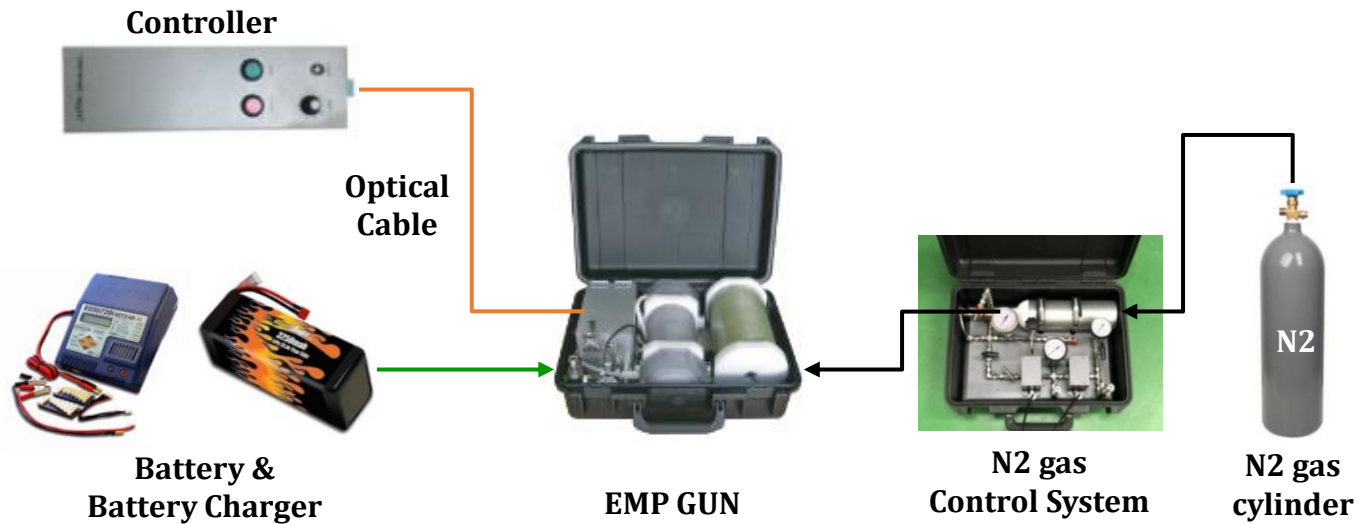 Controller
Optical
Cable
N2
Battery &
Battery Charger
EMP GUN
N2 gas
Control System
N2 gas
cylinder